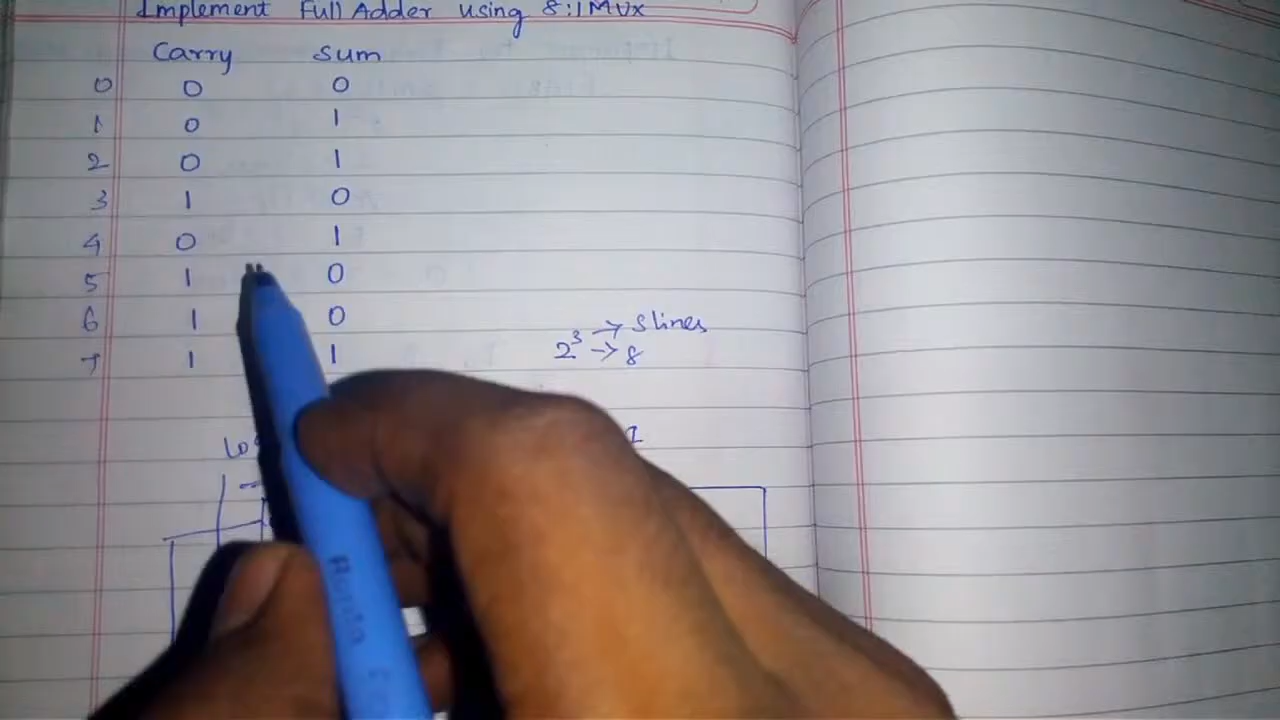 Implement Full Adder using 8:1 MUX
Carry Sum
0 0 0
1 0 1
2 0 1
3 1 0
4 0 1
5 1 0
6 1 0
7 1 1
2³ → S lines
→ 8